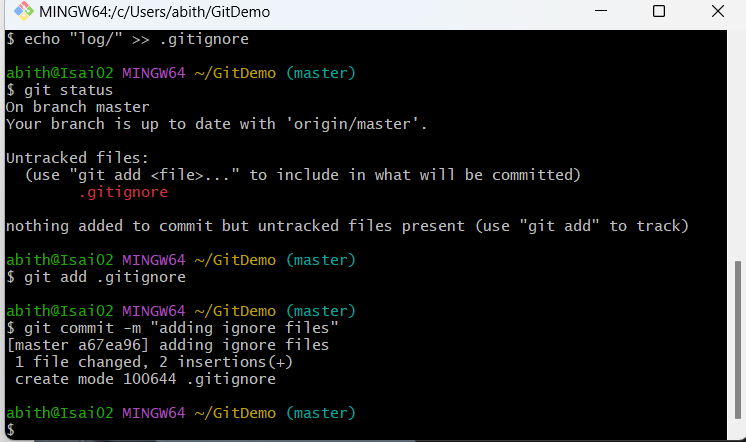 MINGW64:/c/Users/abith/GitDemo
$ echo "log/" >> .gitignore
abith@Isai02 MINGW64 ~/GitDemo (master)
$ git status
On branch master
Your branch is up to date with 'origin/master'.
Untracked files:
(use "git add <file>..." to include in what will be committed)
.gitignore
nothing added to commit but untracked files present (use "git add" to track)
abith@Isai02 MINGW64 ~/GitDemo (master)
$ git add .gitignore
abith@Isai02 MINGW64 ~/GitDemo (master)
$ git commit -m "adding ignore files"
[master a67ea96] adding ignore files
1 file changed, 2 insertions(+)
create mode 100644 .gitignore
abith@Isai02 MINGW64 ~/GitDemo (master)
$